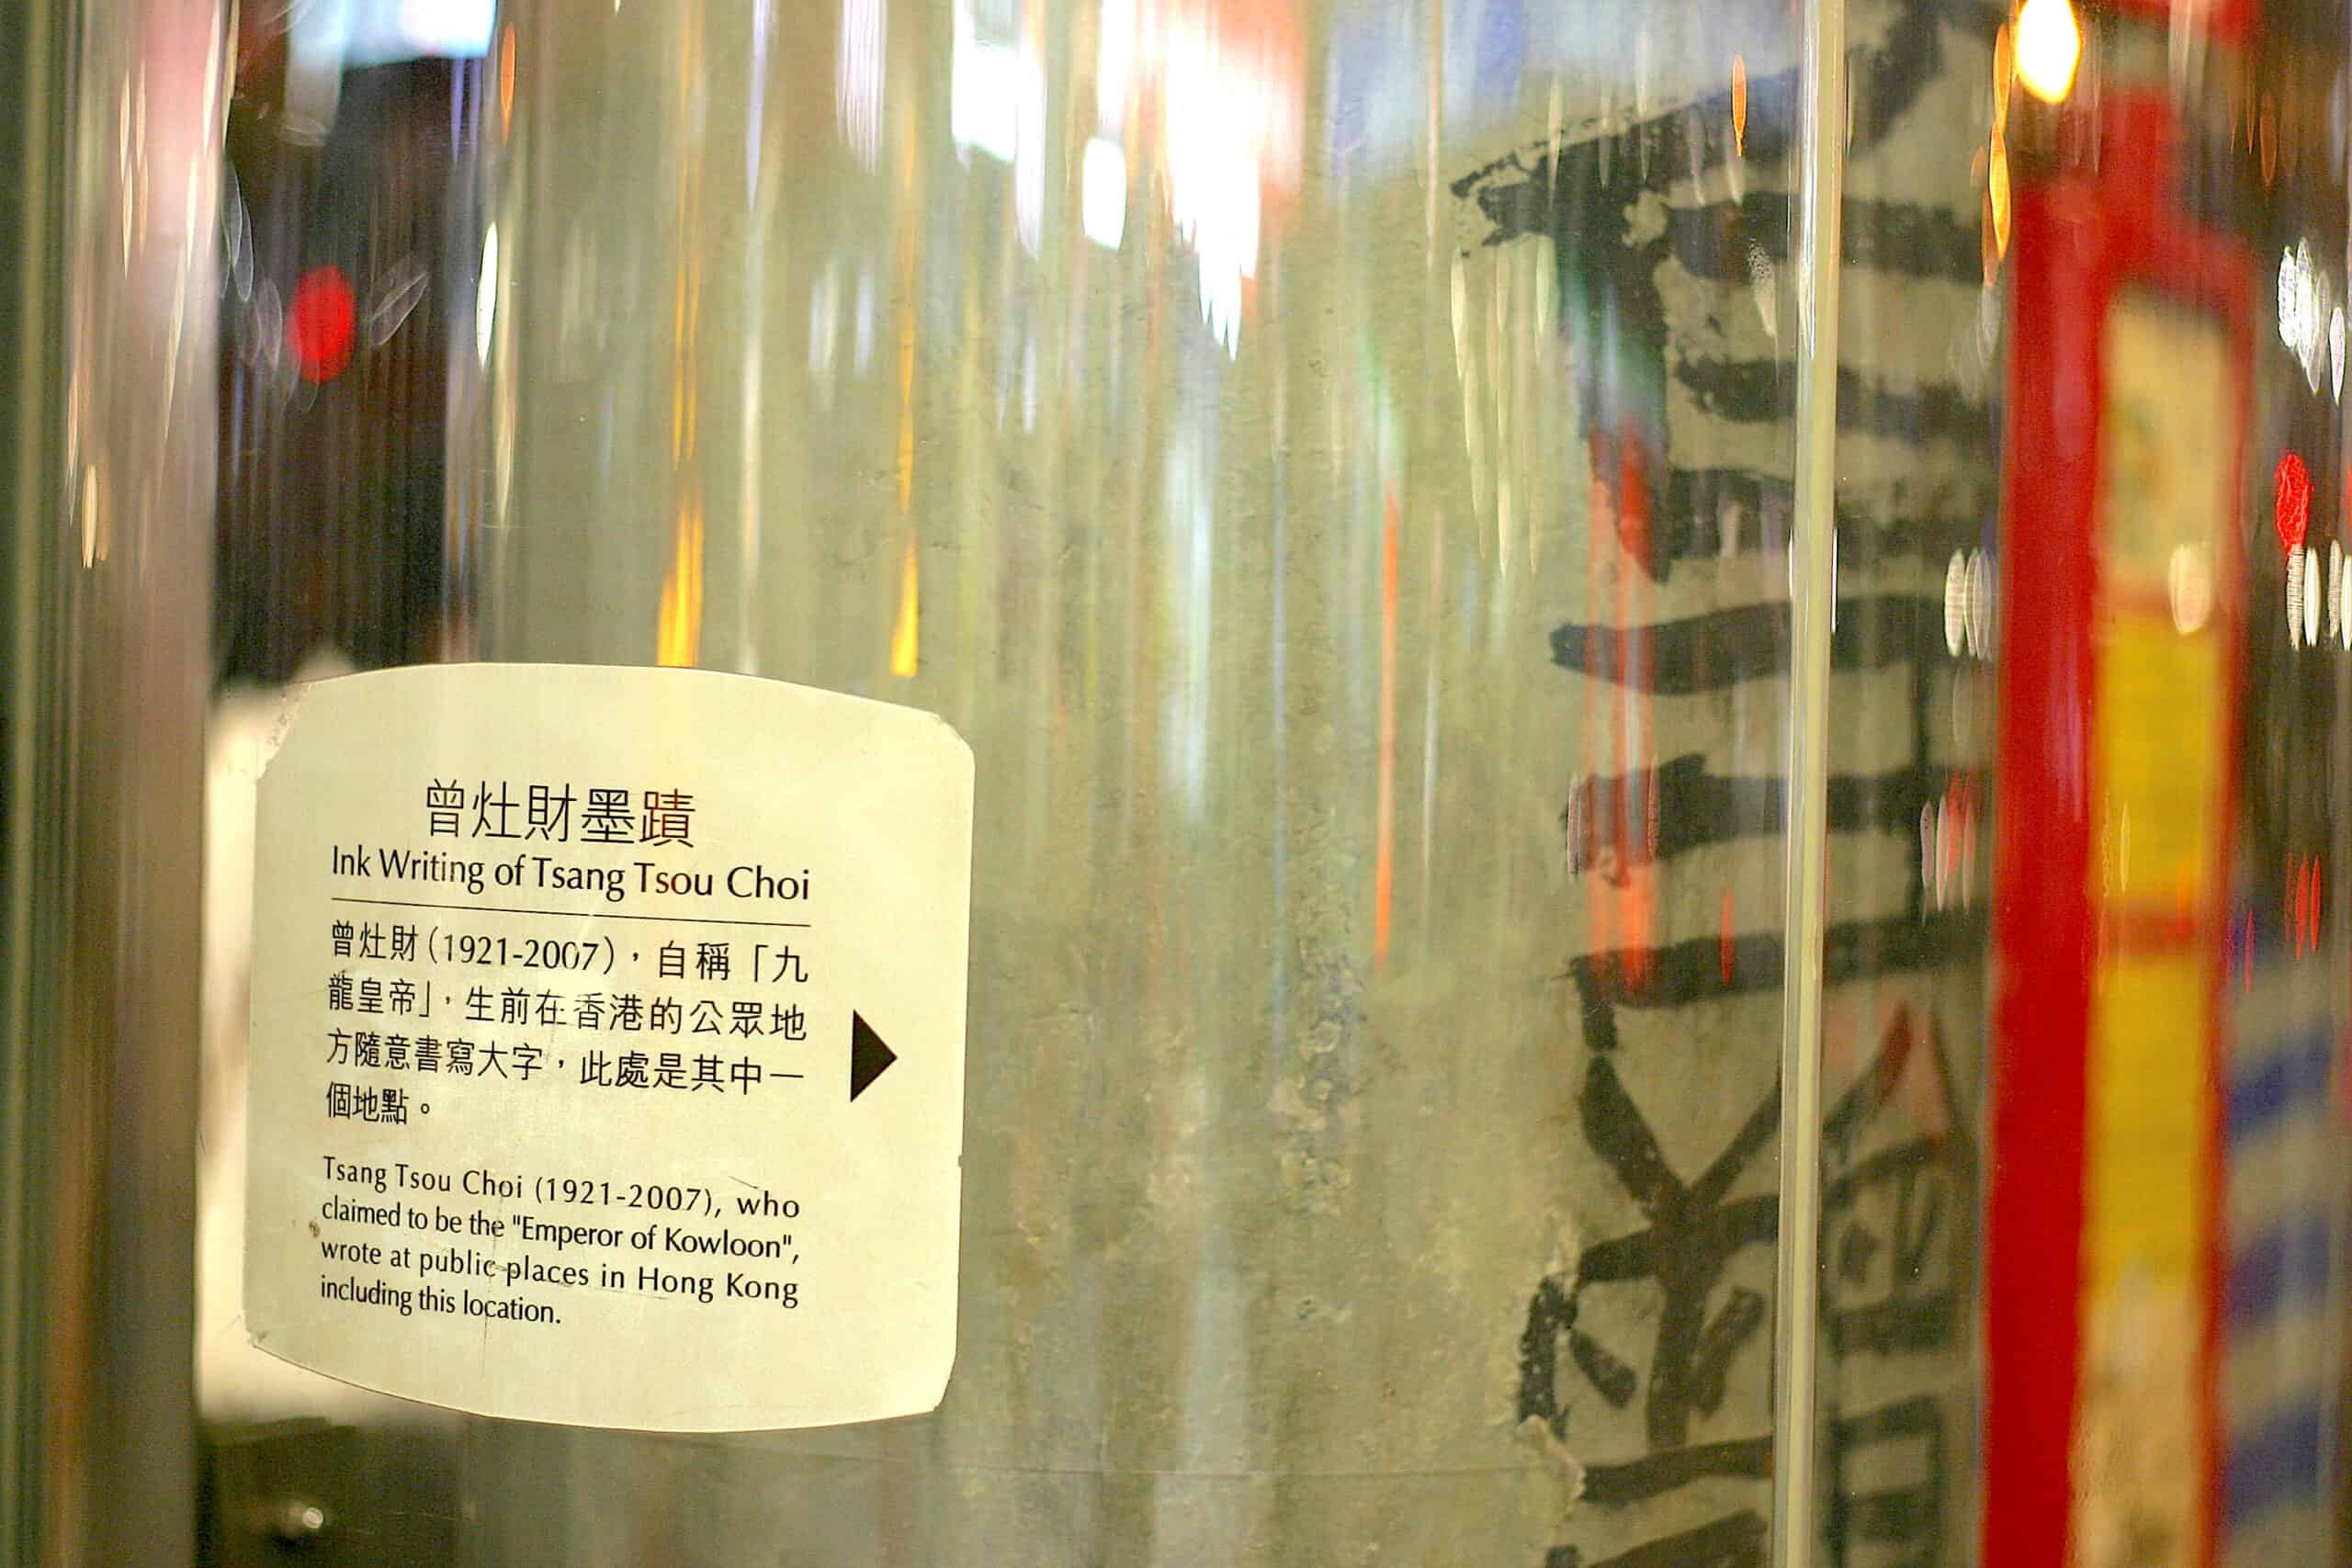 曾灶財墨蹟
Ink Writing of Tsang Tsou Choi
曾灶財(1921-2007)，自稱「九
龍皇帝」，生前在香港的公眾地
方隨意書寫大字，此處是其中一
個地點。
Tsang Tsou Choi (1921-2007), who
claimed to be the "Emperor of Kowloon",
wrote at public places in Hong Kong
including this location.